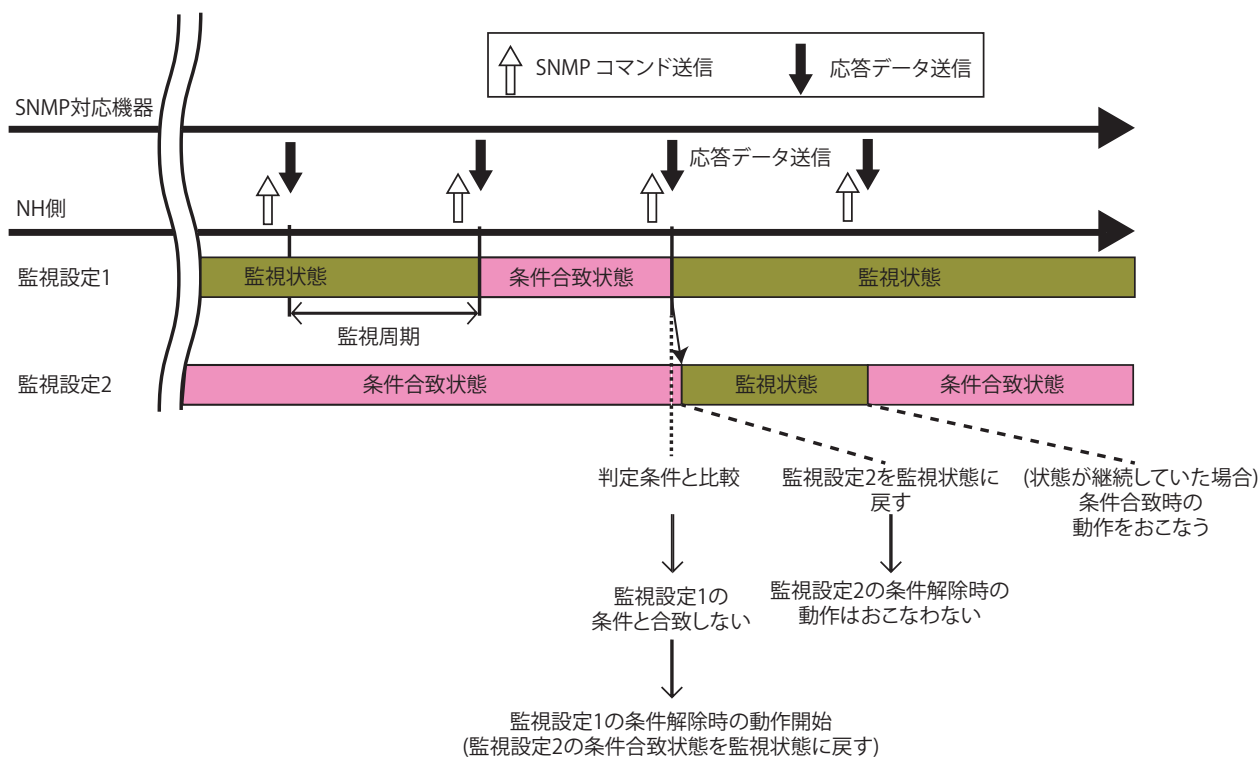 SNMP コマンド送信
応答データ送信
SNMP対応機器
応答データ送信
NH側
監視設定1
監視状態
条件合致状態
監視状態
監視周期
監視設定2
条件合致状態
監視状態
条件合致状態
判定条件と比較
監視設定2を監視状態に
戻す
(状態が継続していた場合)
条件合致時の
動作をおこなう
監視設定1の
条件と合致しない
監視設定2の条件解除時の
動作はおこなわない
監視設定1の条件解除時の動作開始
(監視設定2の条件合致状態を監視状態に戻す)